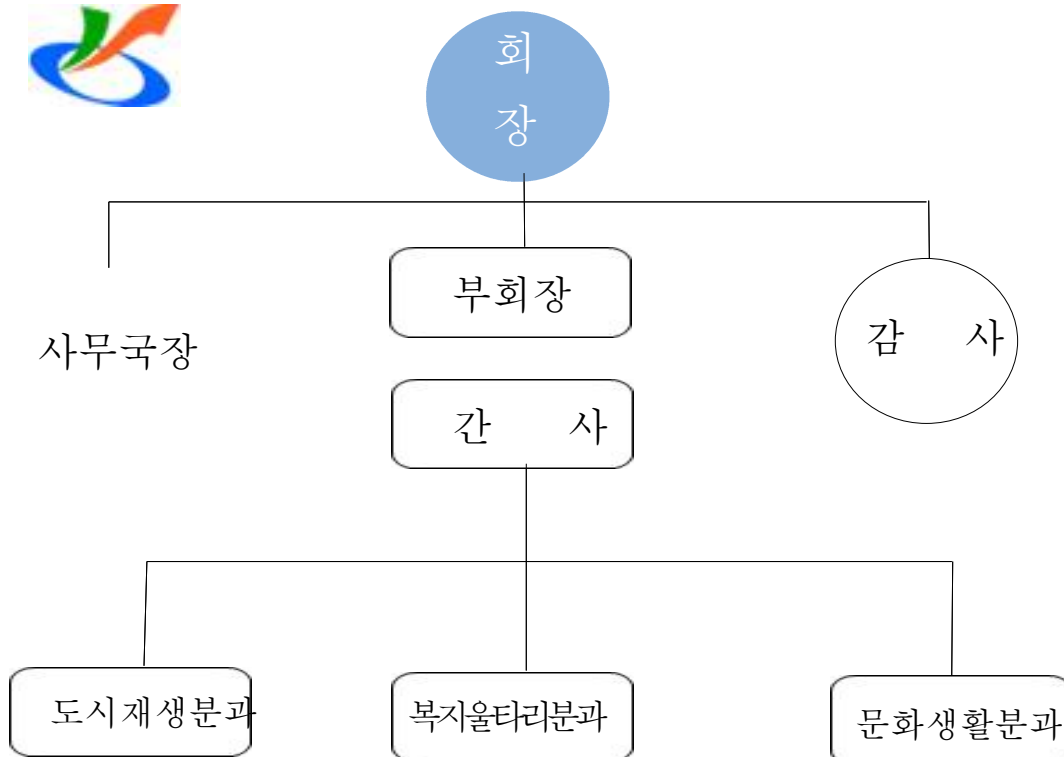 회
장
부회장
사무국장
감 사
간 사
도시재생분과
복지울타리분과
문화생활분과